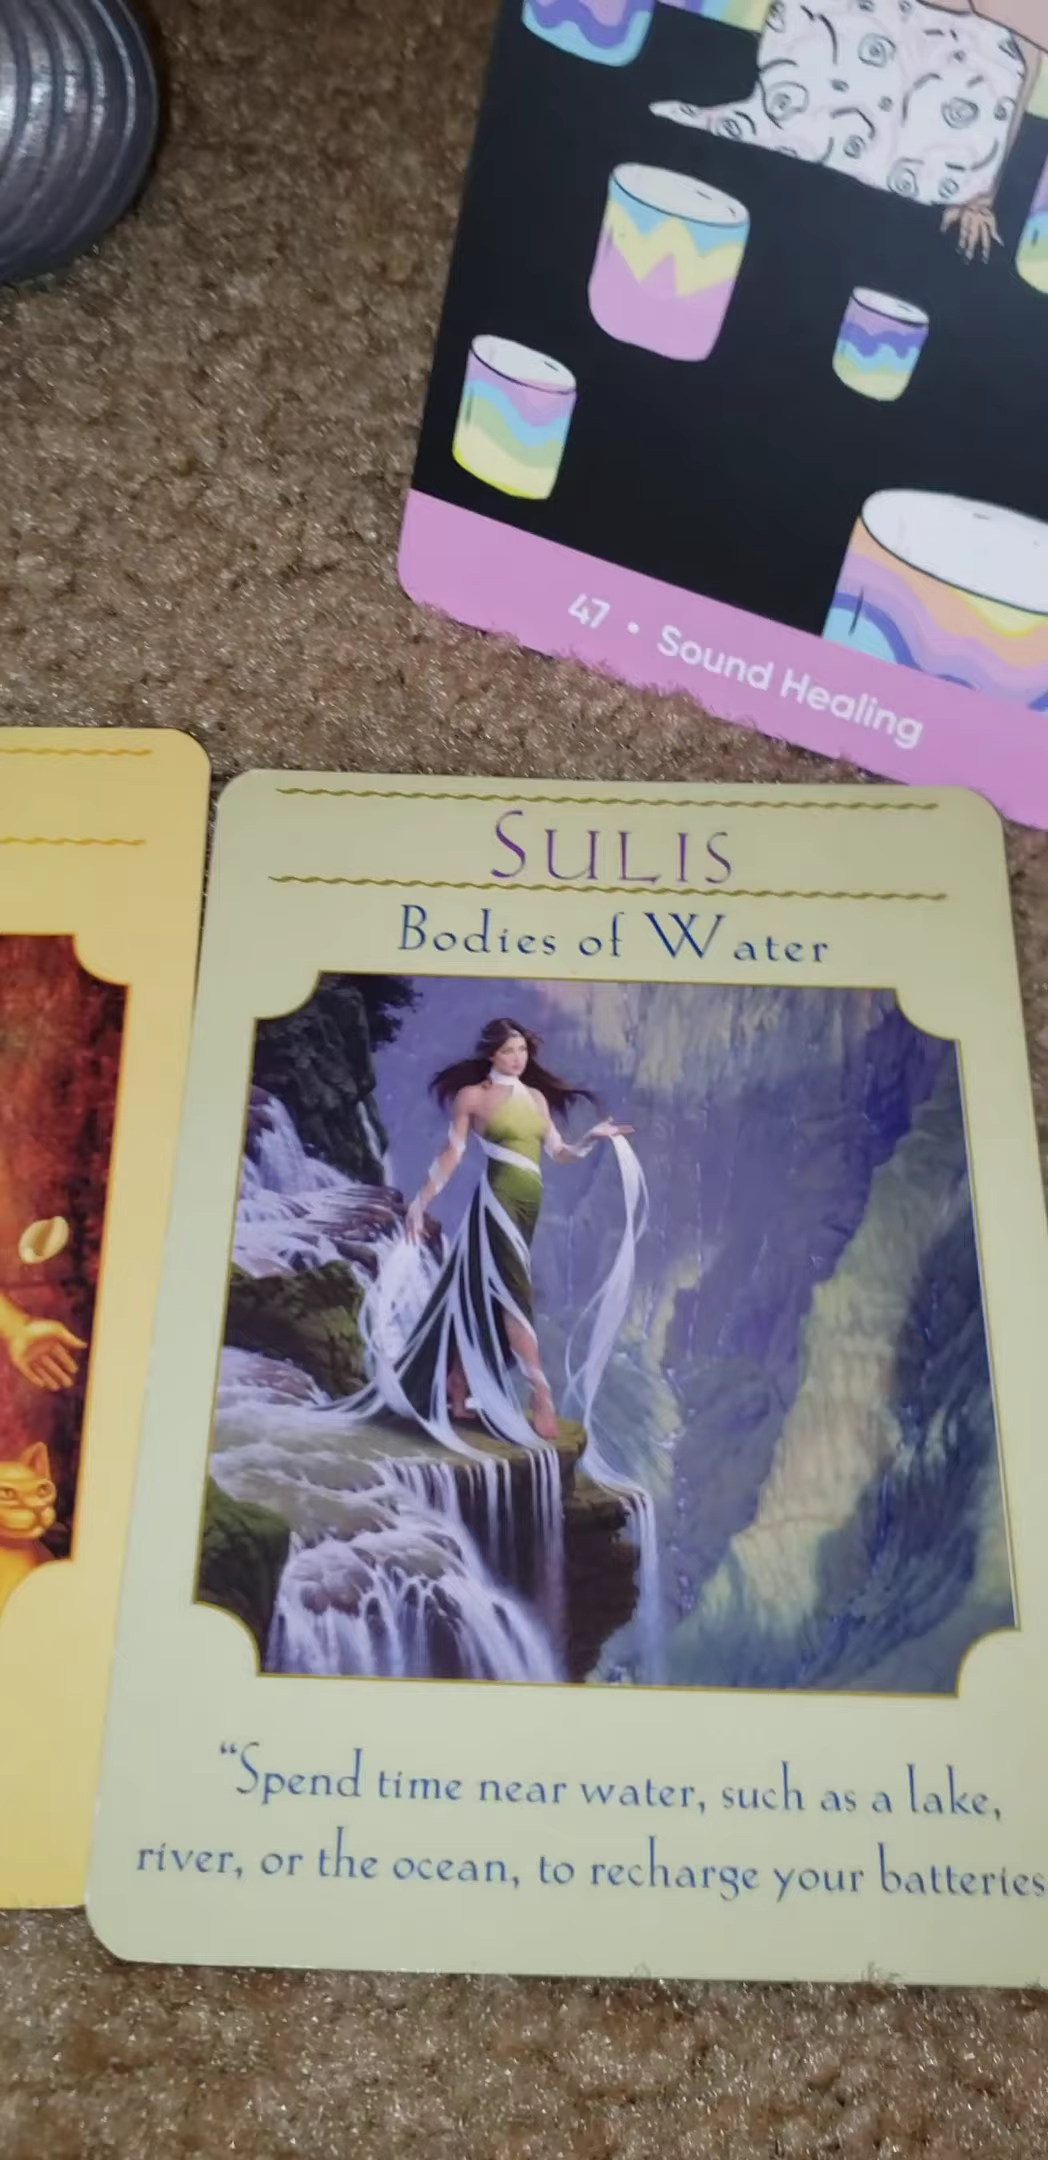 47 • Sound Healing
SULIS
Bodies of Water
“Spend time near water, such as a lake,
river, or the ocean, to recharge your batteries